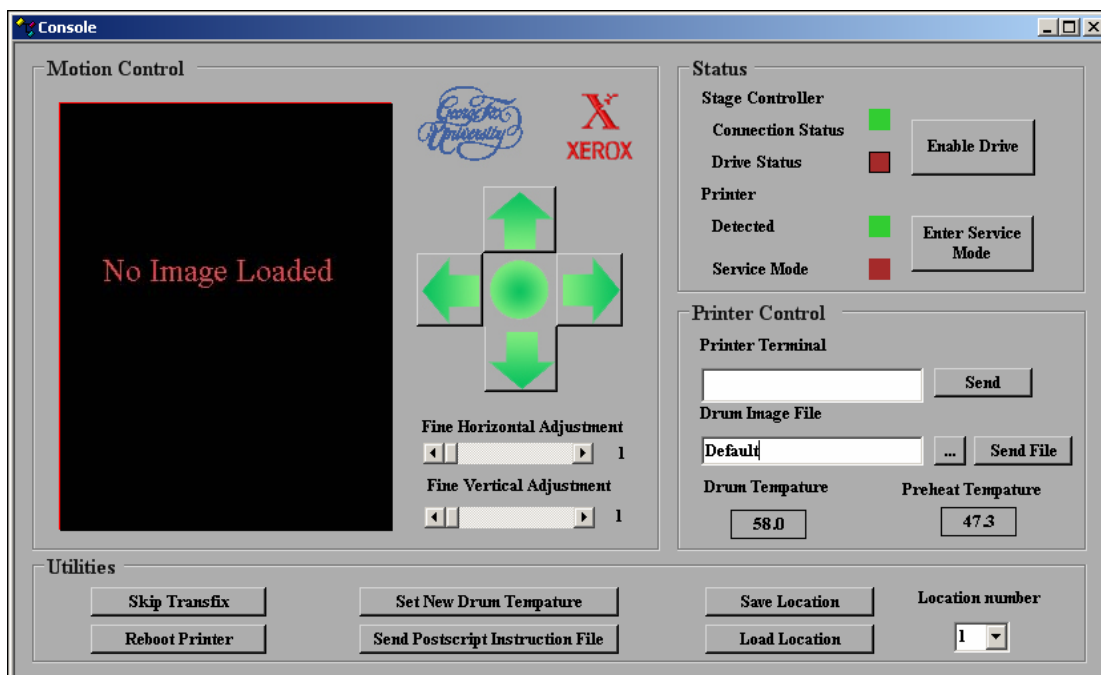 Console
Motion Control
No Image Loaded
George Fox
University
X
XEROX
Fine Horizontal Adjustment
1
Fine Vertical Adjustment
1
Status
Stage Controller
Connection Status
Drive Status
Enable Drive
Printer
Detected
Service Mode
Enter Service
Mode
Printer Control
Printer Terminal
Send
Drum Image File
Default
...
Send File
Drum Tempature
Preheat Tempature
58.0
47.3
Utilities
Skip Transfix
Set New Drum Tempature
Save Location
Location number
Reboot Printer
Send Postscript Instruction File
Load Location
1